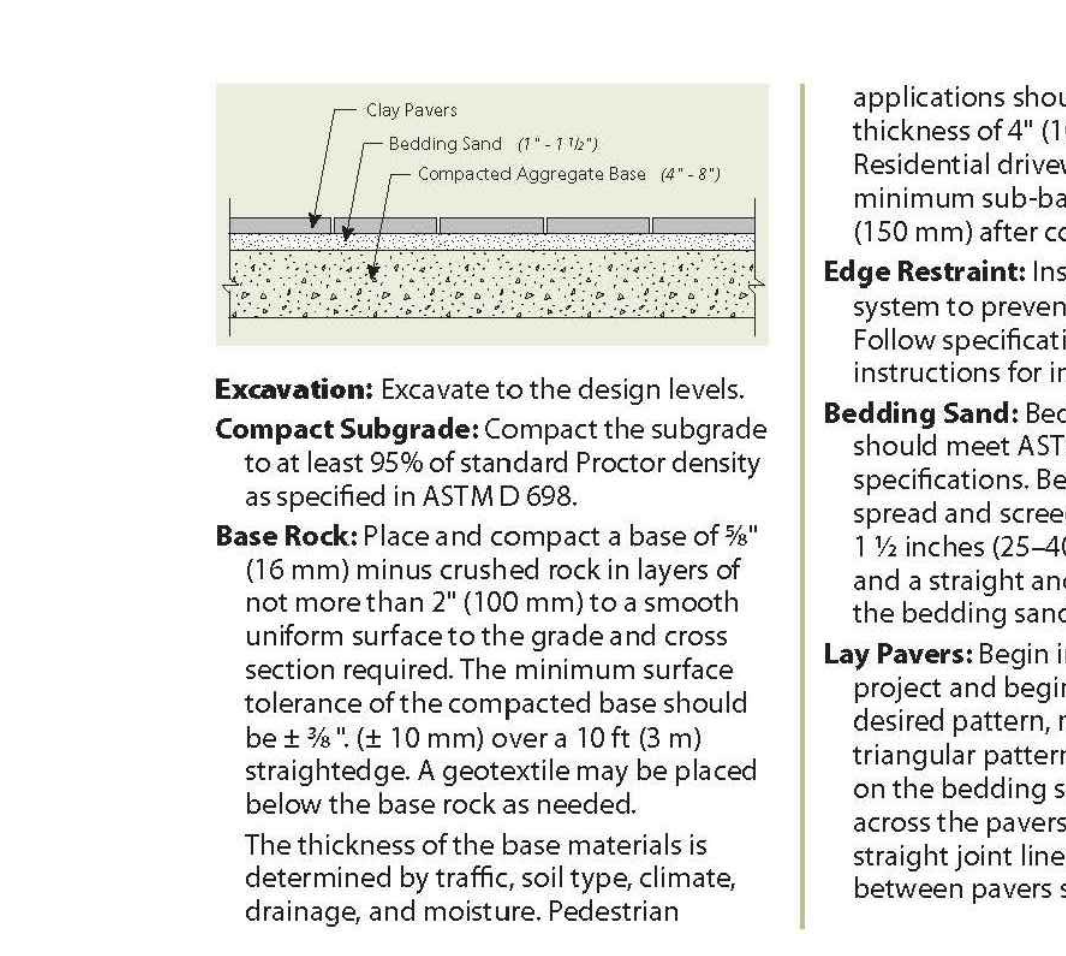 Clay Pavers
Bedding Sand (1" - 1 1/2")
Compacted Aggregate Base (4" - 8")
Excavation: Excavate to the design levels.
Compact Subgrade: Compact the subgrade
to at least 95% of standard Proctor density
as specified in ASTM D 698.
Base Rock: Place and compact a base of ⅝"
(16 mm) minus crushed rock in layers of
not more than 2" (100 mm) to a smooth
uniform surface to the grade and cross
section required. The minimum surface
tolerance of the compacted base should
be ± ⅜ ". (± 10 mm) over a 10 ft (3 m)
straightedge. A geotextile may be placed
below the base rock as needed.
The thickness of the base materials is
determined by traffic, soil type, climate,
drainage, and moisture. Pedestrian
applications shou
thickness of 4" (1
Residential drive
minimum sub-ba
(150 mm) after co
Edge Restraint: Ins
system to preven
Follow specificati
instructions for in
Bedding Sand: Bed
should meet AST
specifications. Be
spread and scree
1 ½ inches (25–40
and a straight and
the bedding sand
Lay Pavers: Begin i
project and begin
desired pattern, r
triangular pattern
on the bedding s
across the pavers
straight joint line
between pavers s